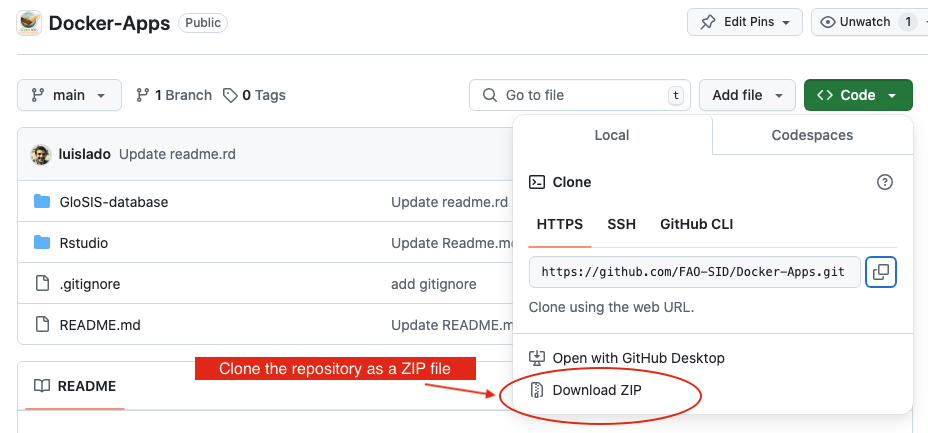 Docker-Apps Public Edit Pins Unwatch 1
main 1 Branch 0 Tags Go to file t Add file Code
Local Codespaces
luislado Update readme.rd
Clone
GloSIS-database Update readme.rd
HTTPS SSH GitHub CLI
Rstudio Update Readme.md
https://github.com/FAO-SID/Docker-Apps.git
.gitignore add gitignore
Clone using the web URL.
README.md Update README.m
Open with GitHub Desktop
Clone the repository as a ZIP file
README
Download ZIP